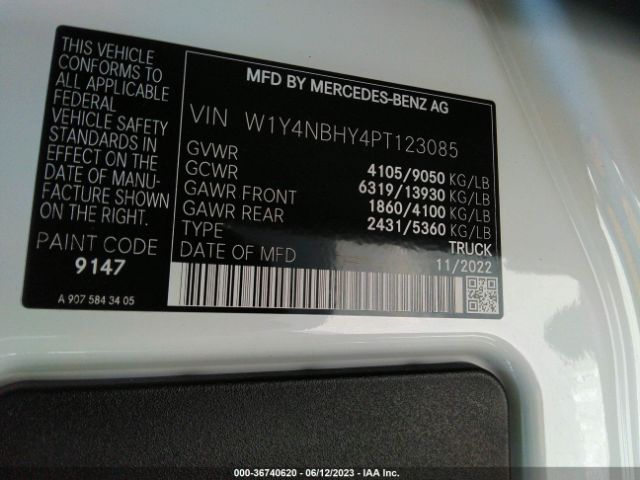 THIS VEHICLE
CONFORMS TO
ALL APPLICABLE
FEDERAL
VEHICLE SAFETY
STANDARDS IN
EFFECT ON THE
DATE OF MANU-
FACTURE SHOWN
ON THE RIGHT.
PAINT CODE
9147
A 907 584 34 05
MFD BY MERCEDES-BENZ AG
VIN W1Y4NBHY4PT123085
GVWR 4105/9050 KG/LB
GCWR 6319/13930 KG/LB
GAWR FRONT 1860/4100 KG/LB
GAWR REAR 2431/5360 KG/LB
TYPE TRUCK
DATE OF MFD 11/2022
000-36740620 - 06/12/2023 - IAA Inc.